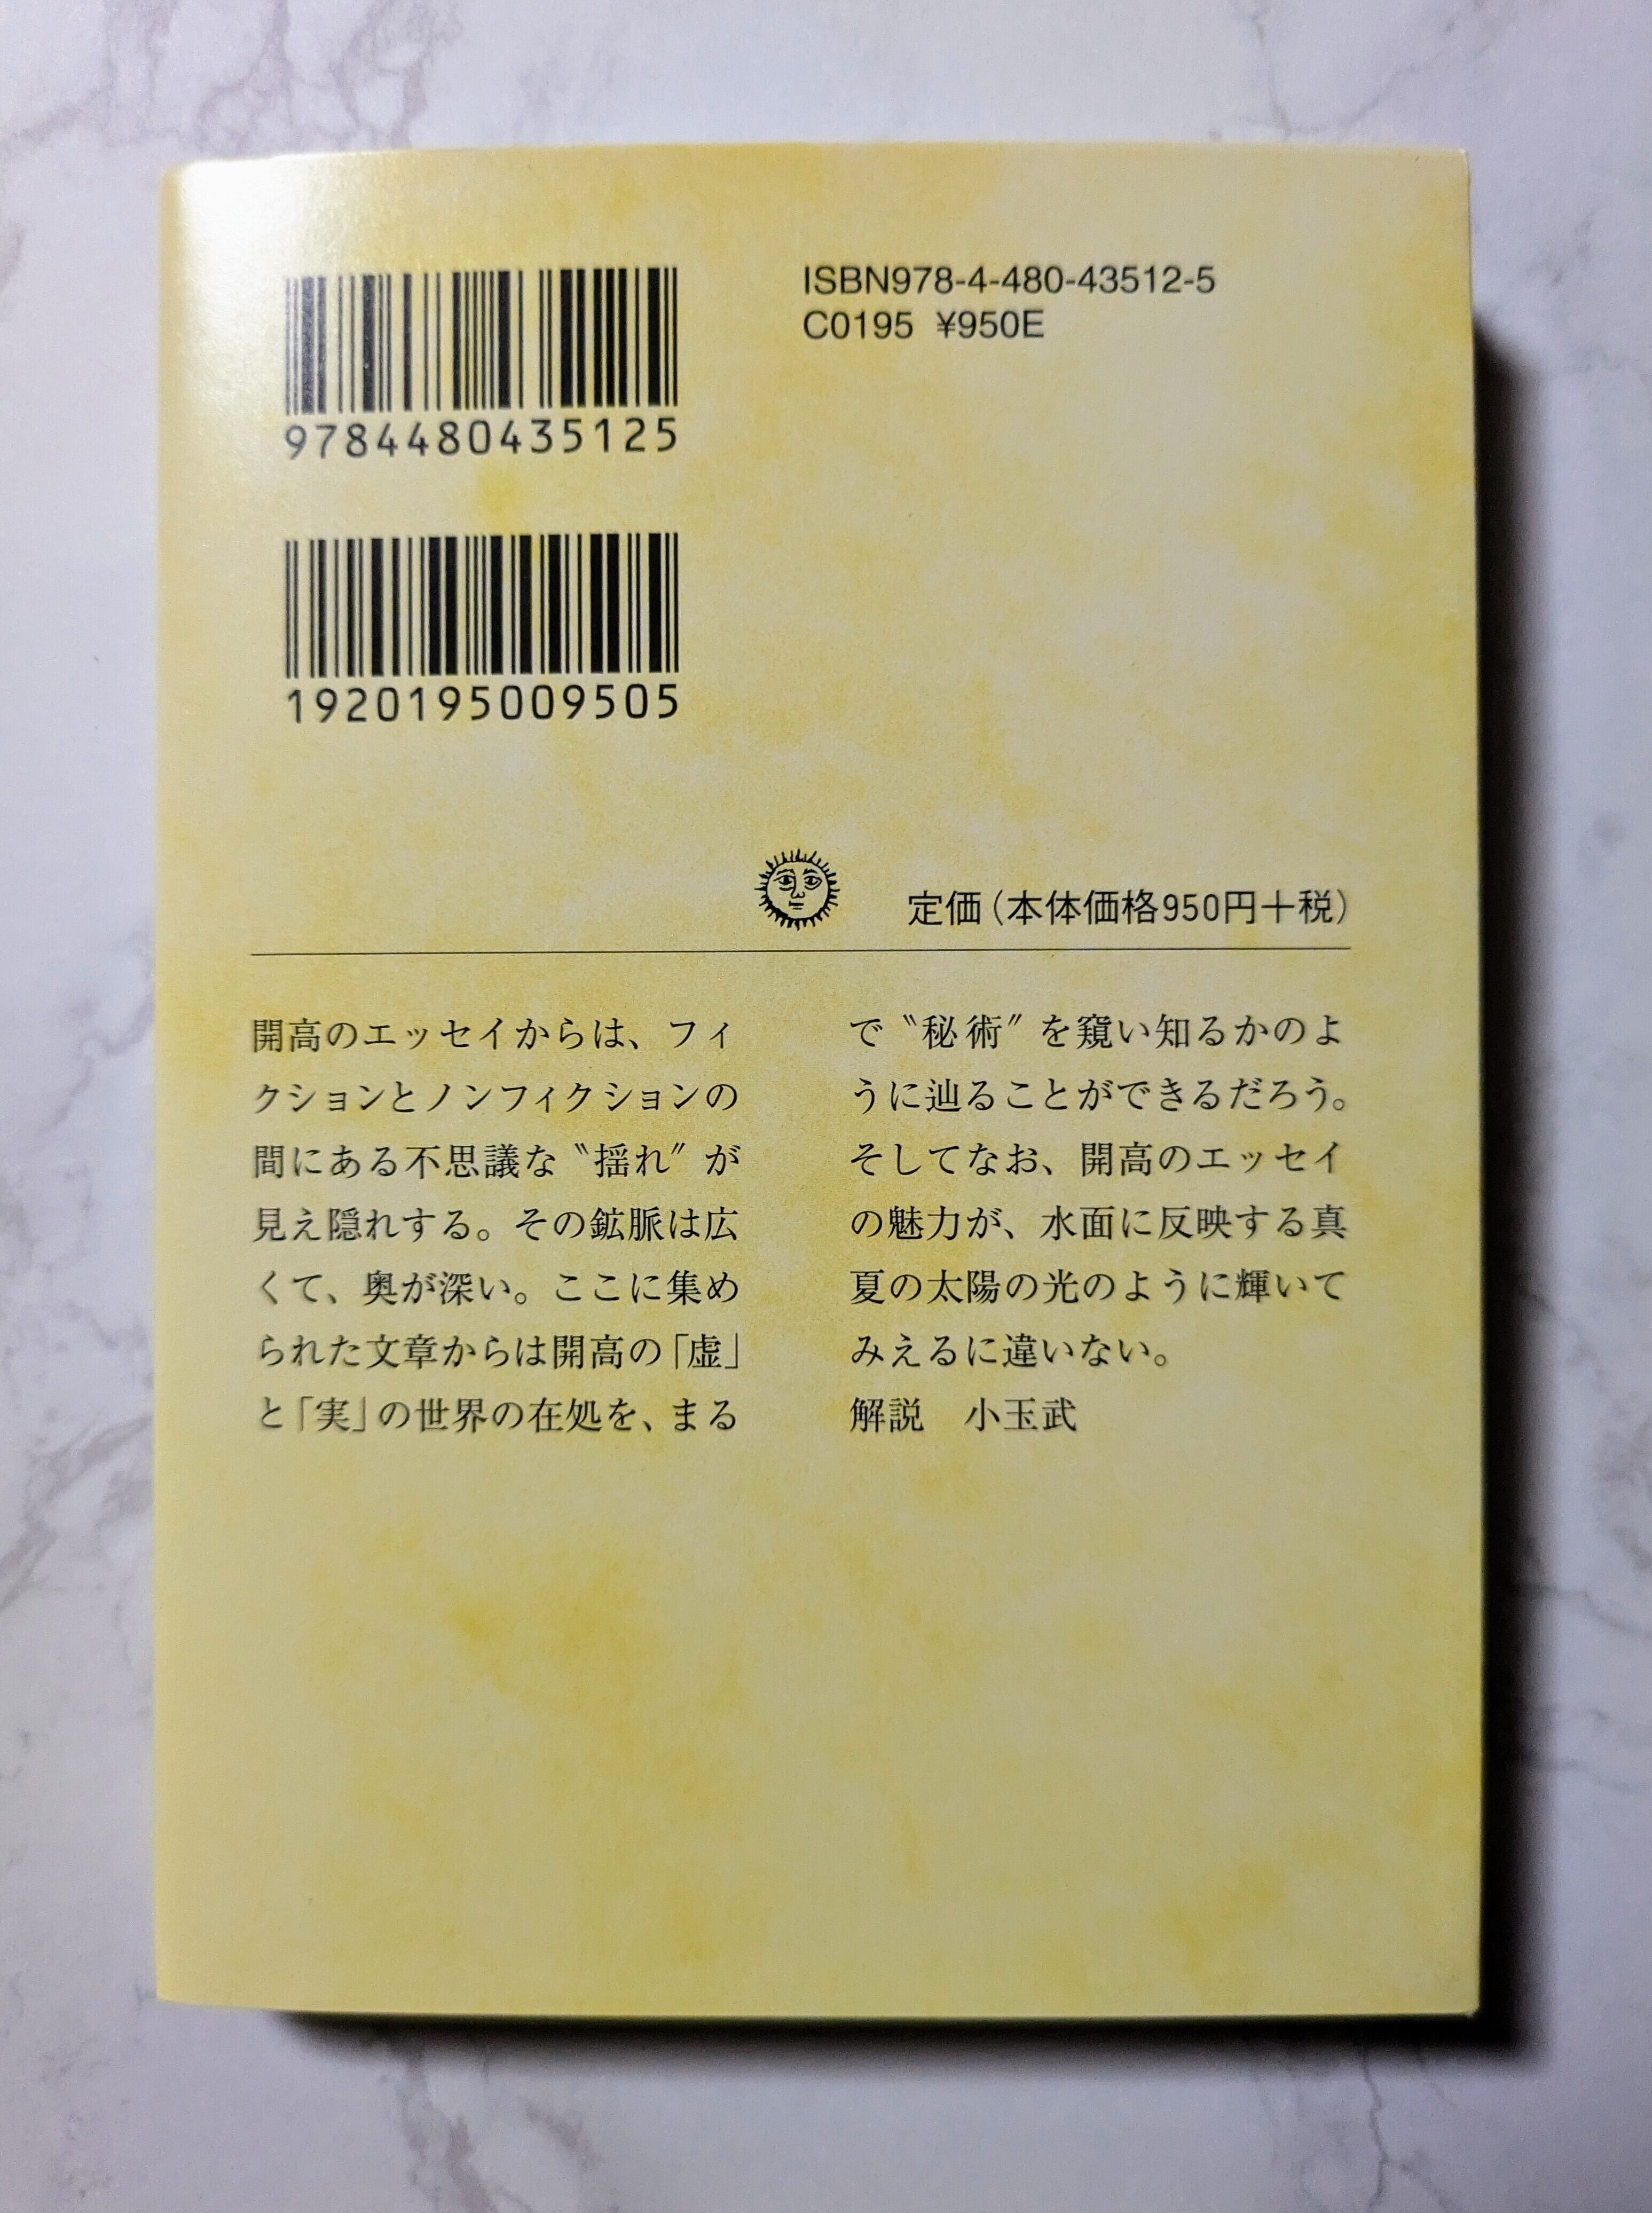 9784480435125
1920195009505
ISBN978-4-480-43512-5
C0195 ¥950E
定価（本体価格950円＋税）
開高のエッセイからは、フィ
クションとノンフィクションの
間にある不思議な〝揺れ〟が
見え隠れする。その鉱脈は広
くて、奥が深い。ここに集め
られた文章からは開高の「虚」
と「実」の世界の在処を、まる
で〝秘術〟を窺い知るかのよ
うに辿ることができるだろう。
そしてなお、開高のエッセイ
の魅力が、水面に反映する真
夏の太陽の光のように輝いて
みえるに違いない。
解説　小玉武